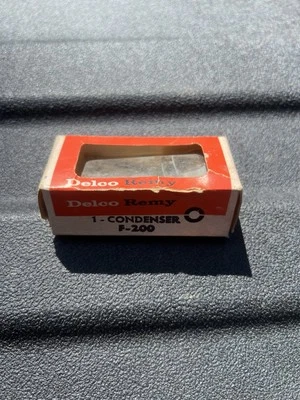 Delco Remy
Delco Remy
1 - CONDENSER
F-200